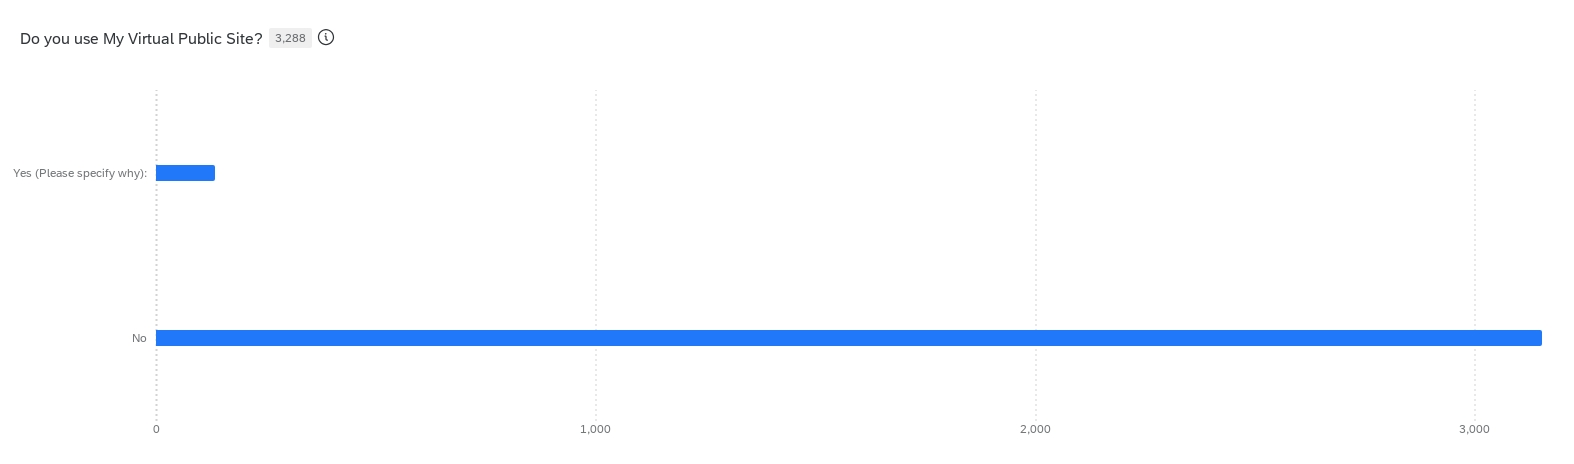 Do you use My Virtual Public Site? 3,288
Yes (Please specify why):
No
0 1,000 2,000 3,000